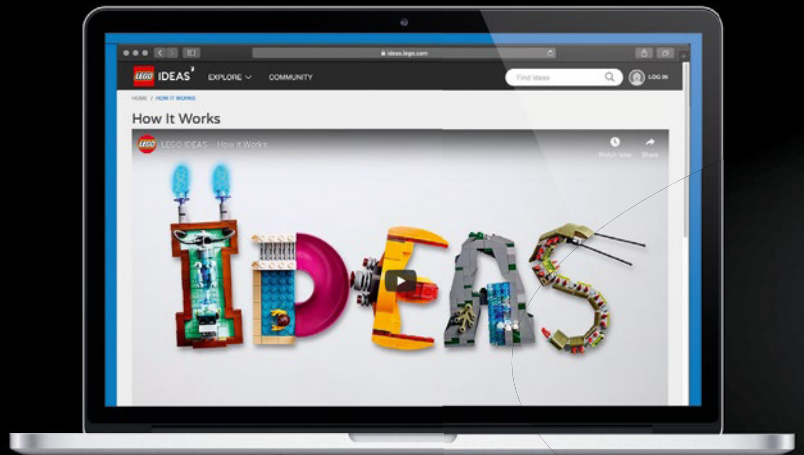 ideas.lego.com
LEGO IDEAS EXPLORE COMMUNITY Find Ideas LOG IN
HOME / HOW IT WORKS
How It Works
LEGO LEGO IDEAS - How it Works
Watch later Share
IDEAS